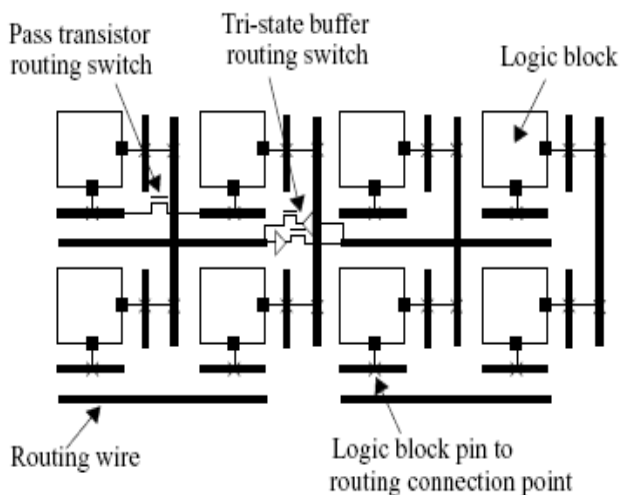 Pass transistor
routing switch
Tri-state buffer
routing switch
Logic block
Routing wire
Logic block pin to
routing connection point